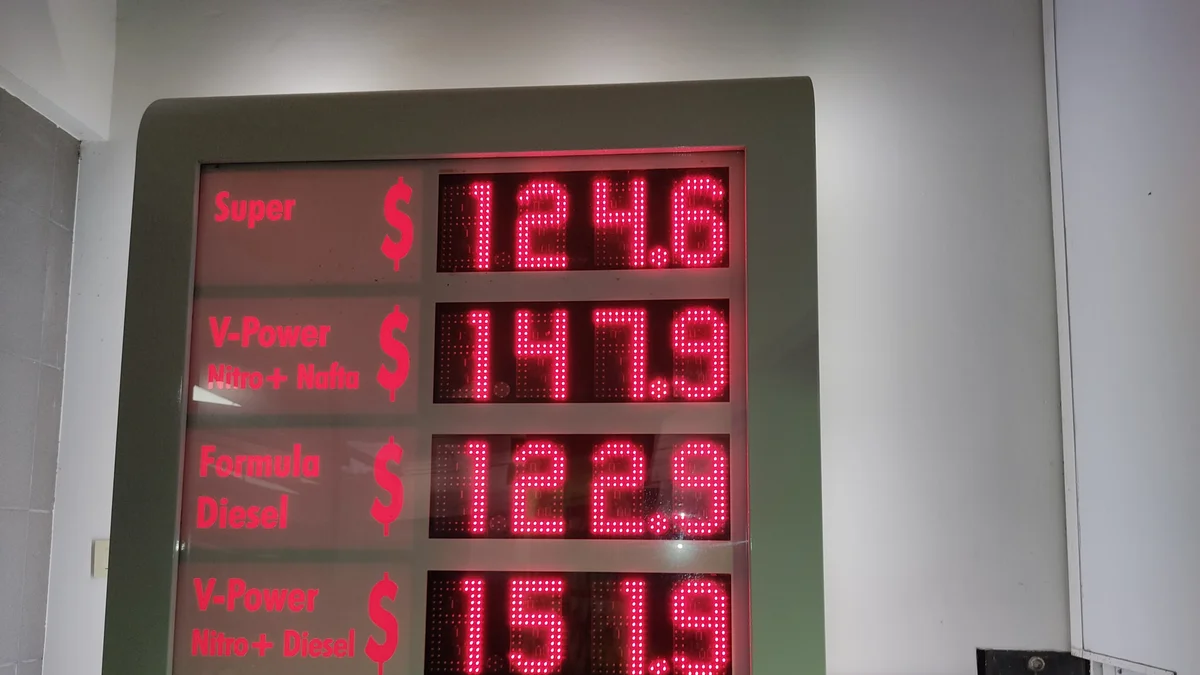 Super $ 124.6
V-Power
Nitro+ Nafta $ 147.9
Formula
Diesel $ 122.9
V-Power
Nitro+ Diesel $ 151.9